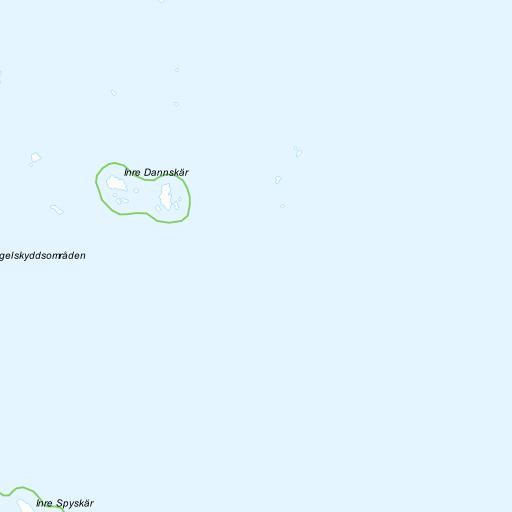 Inre Dannskär
gelskyddsområden
Inre Spyskär